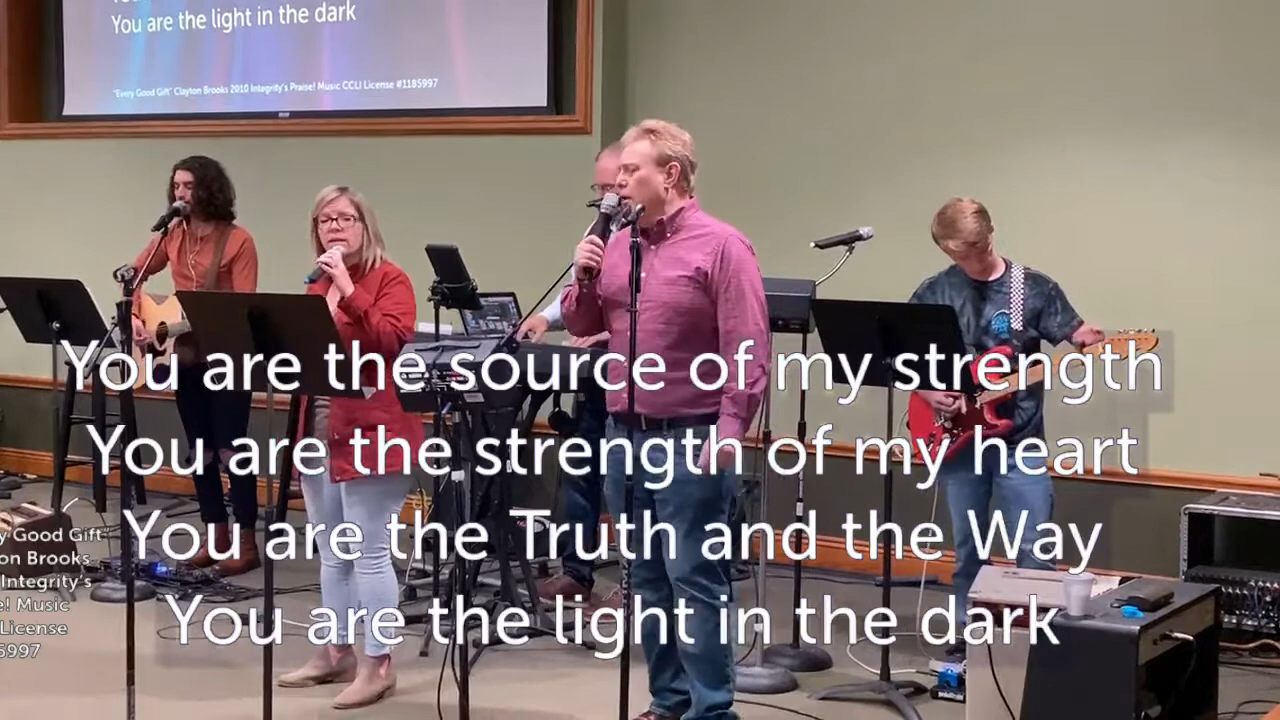 You are the light in the dark
"Every Good Gift" Clayton Brooks 2010 Integrity's Praise! Music CCLI License #1185997
You are the source of my strength
You are the strength of my heart
You are the Truth and the Way
You are the light in the dark
y Good Gift"
on Brooks
Integrity's
e! Music
License
5997